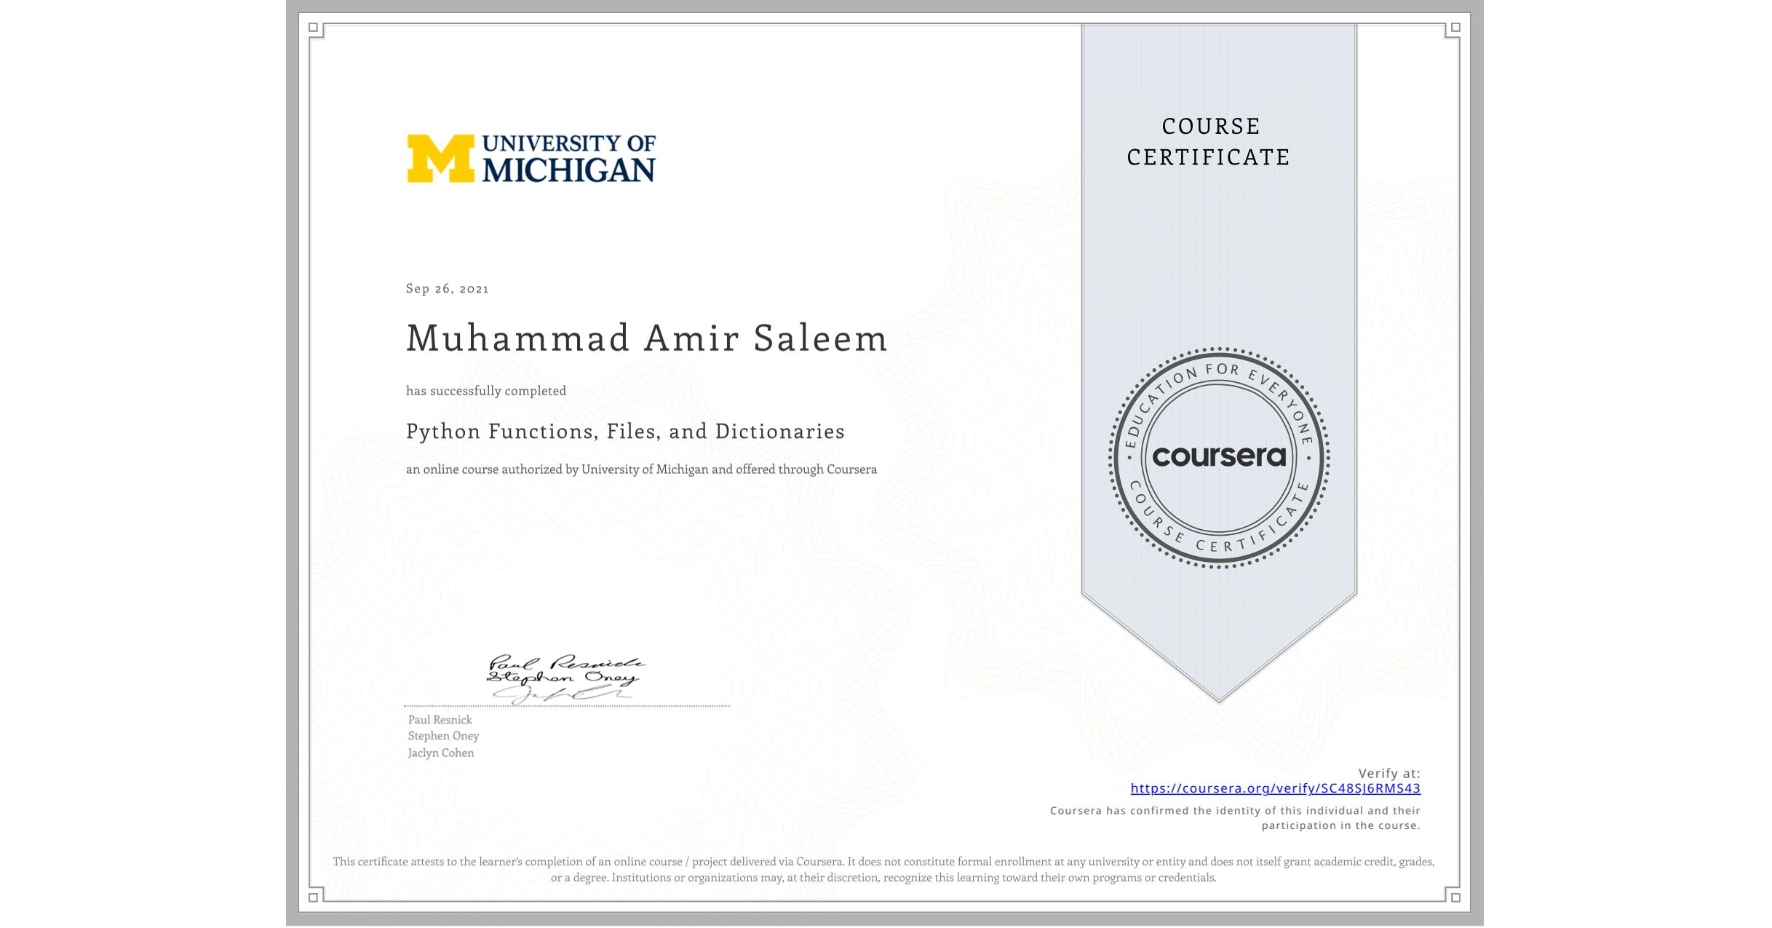 UNIVERSITY OF
MICHIGAN
COURSE
CERTIFICATE
Sep 26, 2021
Muhammad Amir Saleem
has successfully completed
Python Functions, Files, and Dictionaries
an online course authorized by University of Michigan and offered through Coursera
EDUCATION FOR EVERYONE
coursera
COURSE CERTIFICATE
Paul Resnick
Stephen Oney
Paul Resnick
Stephen Oney
Jaclyn Cohen
Verify at:
https://coursera.org/verify/SC48SJ6RMS43
Coursera has confirmed the identity of this individual and their
participation in the course.
This certificate attests to the learner's completion of an online course / project delivered via Coursera. It does not constitute formal enrollment at any university or entity and does not itself grant academic credit, grades,
or a degree. Institutions or organizations may, at their discretion, recognize this learning toward their own programs or credentials.